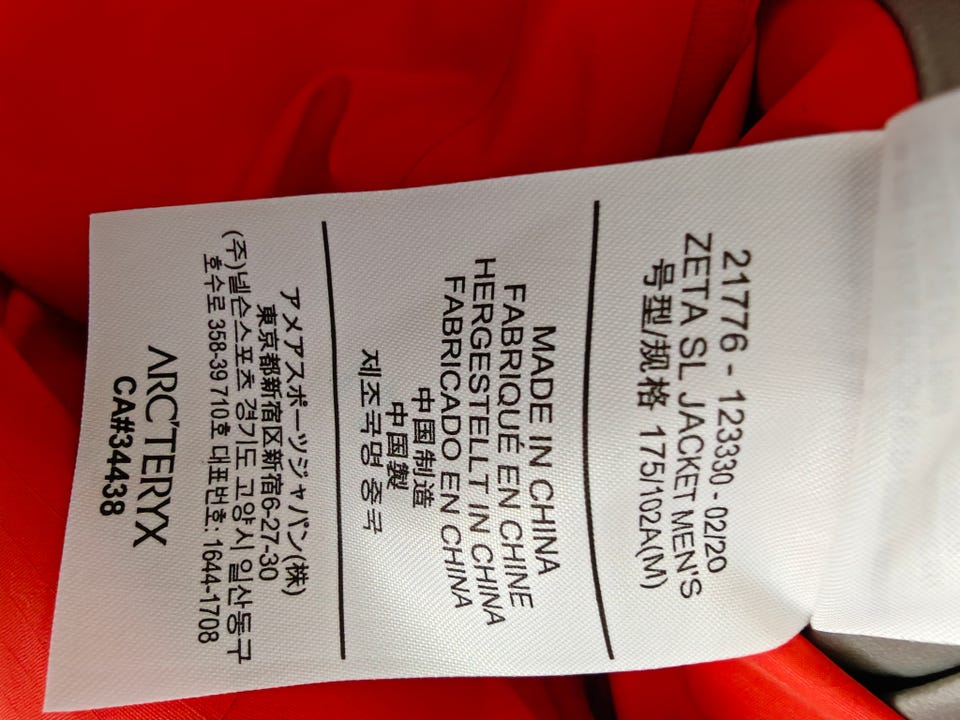 21776 - 123330 - 02/20
ZETA SL JACKET MEN'S
号型/规格 175/102A(M)
MADE IN CHINA
FABRIQUÉ EN CHINE
HERGESTELLT IN CHINA
FABRICADO EN CHINA
中国制造
中国製
제조국명 중국
アメアスポーツジャパン(株)
東京都新宿区新宿6-27-30
(주)넬슨스포츠 경기도 고양시 일산동구
호수로 358-39 710호 대표번호: 1644-1708
ARC'TERYX
CA#34438